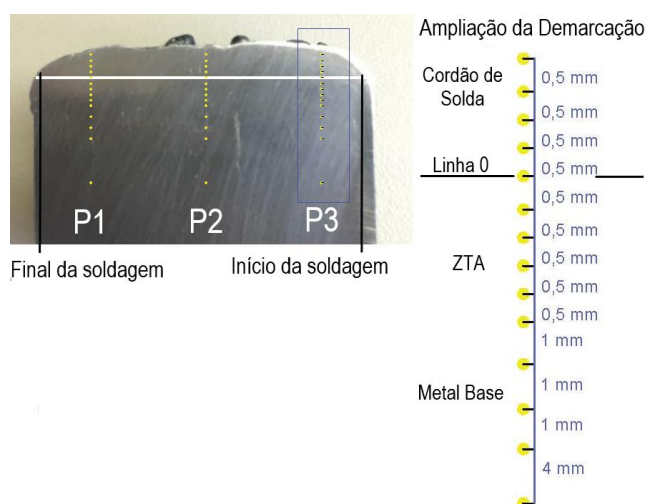 Ampliação da Demarcação
Cordão de
Solda
Linha 0
ZTA
Metal Base
0,5 mm
0,5 mm
0,5 mm
0,5 mm
0,5 mm
0,5 mm
0,5 mm
0,5 mm
0,5 mm
1 mm
1 mm
1 mm
4 mm
P1
P2
P3
Final da soldagem
Início da soldagem